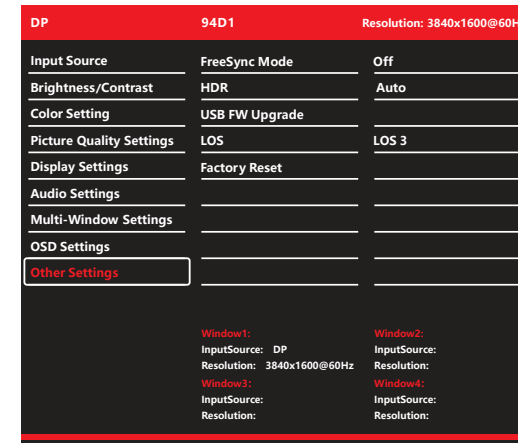 DP 94D1 Resolution: 3840x1600@60H
Input Source FreeSync Mode Off
Brightness/Contrast HDR Auto
Color Setting USB FW Upgrade
Picture Quality Settings LOS LOS 3
Display Settings Factory Reset
Audio Settings
Multi-Window Settings
OSD Settings
Other Settings
Window1: Window2:
InputSource: DP InputSource:
Resolution: 3840x1600@60Hz Resolution:
Window3: Window4:
InputSource: InputSource:
Resolution: Resolution: